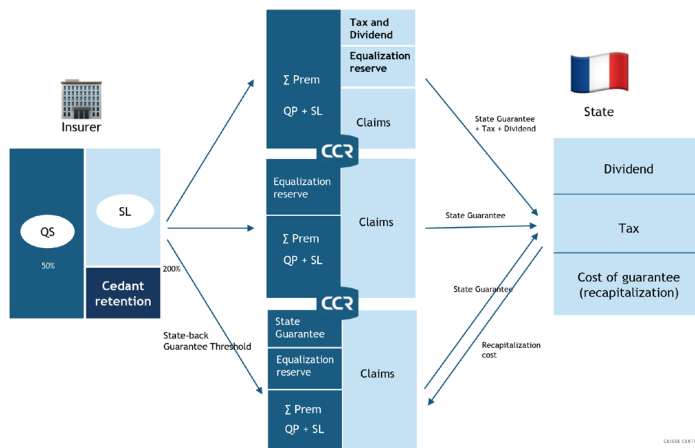 Insurer
QS
50%
SL
Cedant
retention
200%
State-back
Guarantee Threshold
Σ Prem
QP + SL
Tax and
Dividend
Equalization
reserve
Claims
CCR
Equalization
reserve
Σ Prem
QP + SL
Claims
CCR
State
Guarantee
Equalization
reserve
Σ Prem
QP + SL
Claims
State Guarantee
+ Tax + Dividend
State Guarantee
State Guarantee
Recapitalization
cost
State
Dividend
Tax
Cost of guarantee
(recapitalization)